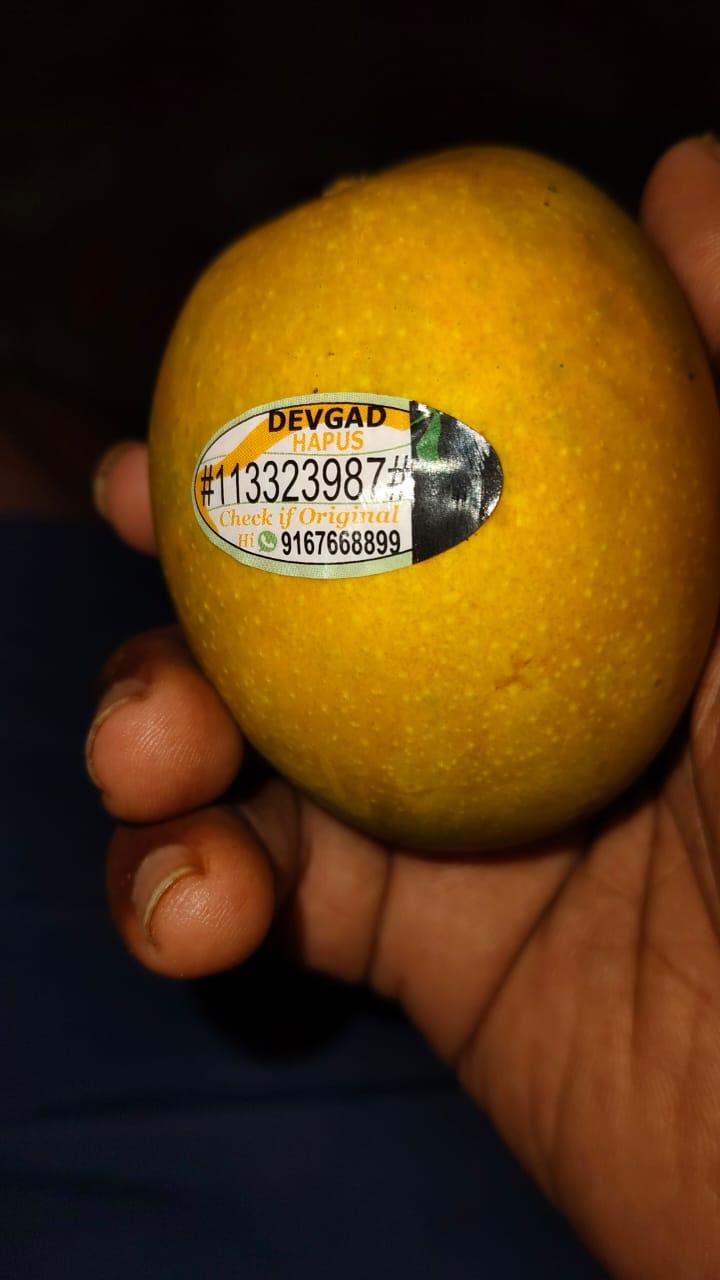 DEVGAD
HAPUS
#113323987#
Check if Original
Hi 9167668899